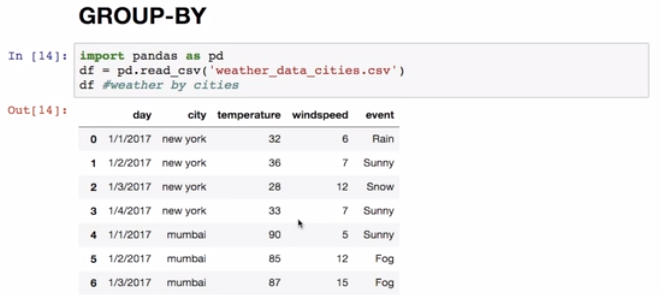 GROUP-BY
In [14]: import pandas as pd
df = pd.read_csv('weather_data_cities.csv')
df #weather by cities
Out[14]:
day city temperature windspeed event
0 1/1/2017 new york 32 6 Rain
1 1/2/2017 new york 36 7 Sunny
2 1/3/2017 new york 28 12 Snow
3 1/4/2017 new york 33 7 Sunny
4 1/1/2017 mumbai 90 5 Sunny
5 1/2/2017 mumbai 85 12 Fog
6 1/3/2017 mumbai 87 15 Fog